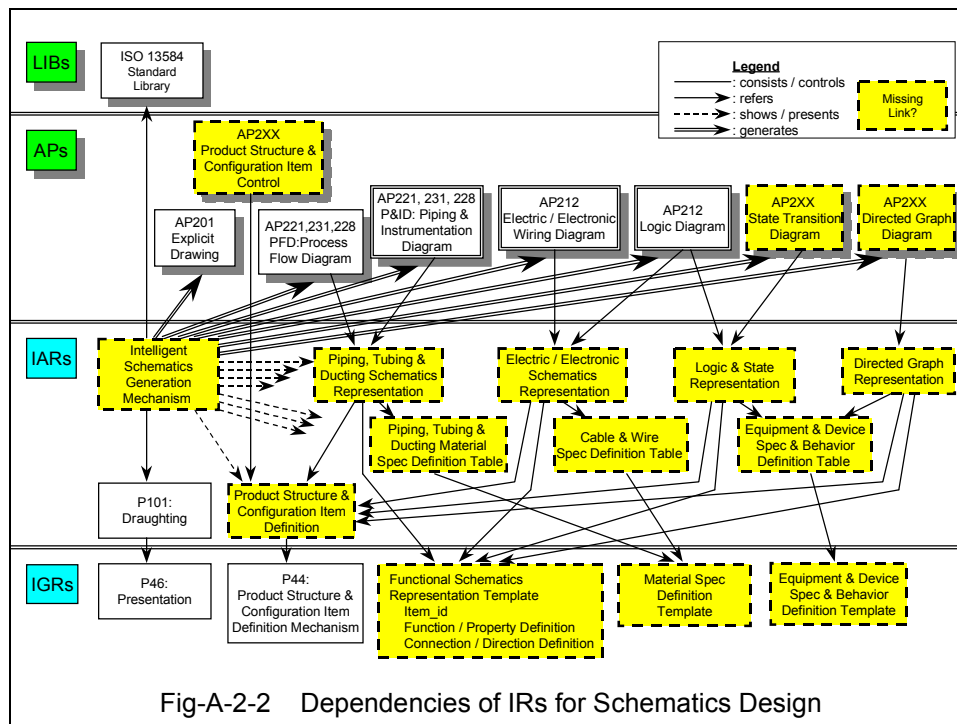 LIBs
ISO 13584
Standard
Library
Legend
: consists / controls
: refers
: shows / presents
: generates
Missing
Link?
APs
AP2XX
Product Structure &
Configuration Item
Control
AP201
Explicit
Drawing
AP221,231,228
PFD:Process
Flow Diagram
AP221, 231, 228
P&ID: Piping &
Instrumentation
Diagram
AP212
Electric / Electronic
Wiring Diagram
AP212
Logic Diagram
AP2XX
State Transition
Diagram
AP2XX
Directed Graph
Diagram
IARs
Intelligent
Schematics
Generation
Mechanism
Piping, Tubing &
Ducting Schematics
Representation
Electric / Electronic
Schematics
Representation
Logic & State
Representation
Directed Graph
Representation
Piping, Tubing &
Ducting Material
Spec Definition Table
Cable & Wire
Spec Definition Table
Equipment & Device
Spec & Behavior
Definition Table
P101:
Draughting
Product Structure &
Configuration Item
Definition
IGRs
P46:
Presentation
P44:
Product Structure &
Configuration Item
Definition Mechanism
Functional Schematics
Representation Template
Item_id
Function / Property Definition
Connection / Direction Definition
Material Spec
Definition
Template
Equipment & Device
Spec & Behavior
Definition Template
Fig-A-2-2 Dependencies of IRs for Schematics Design